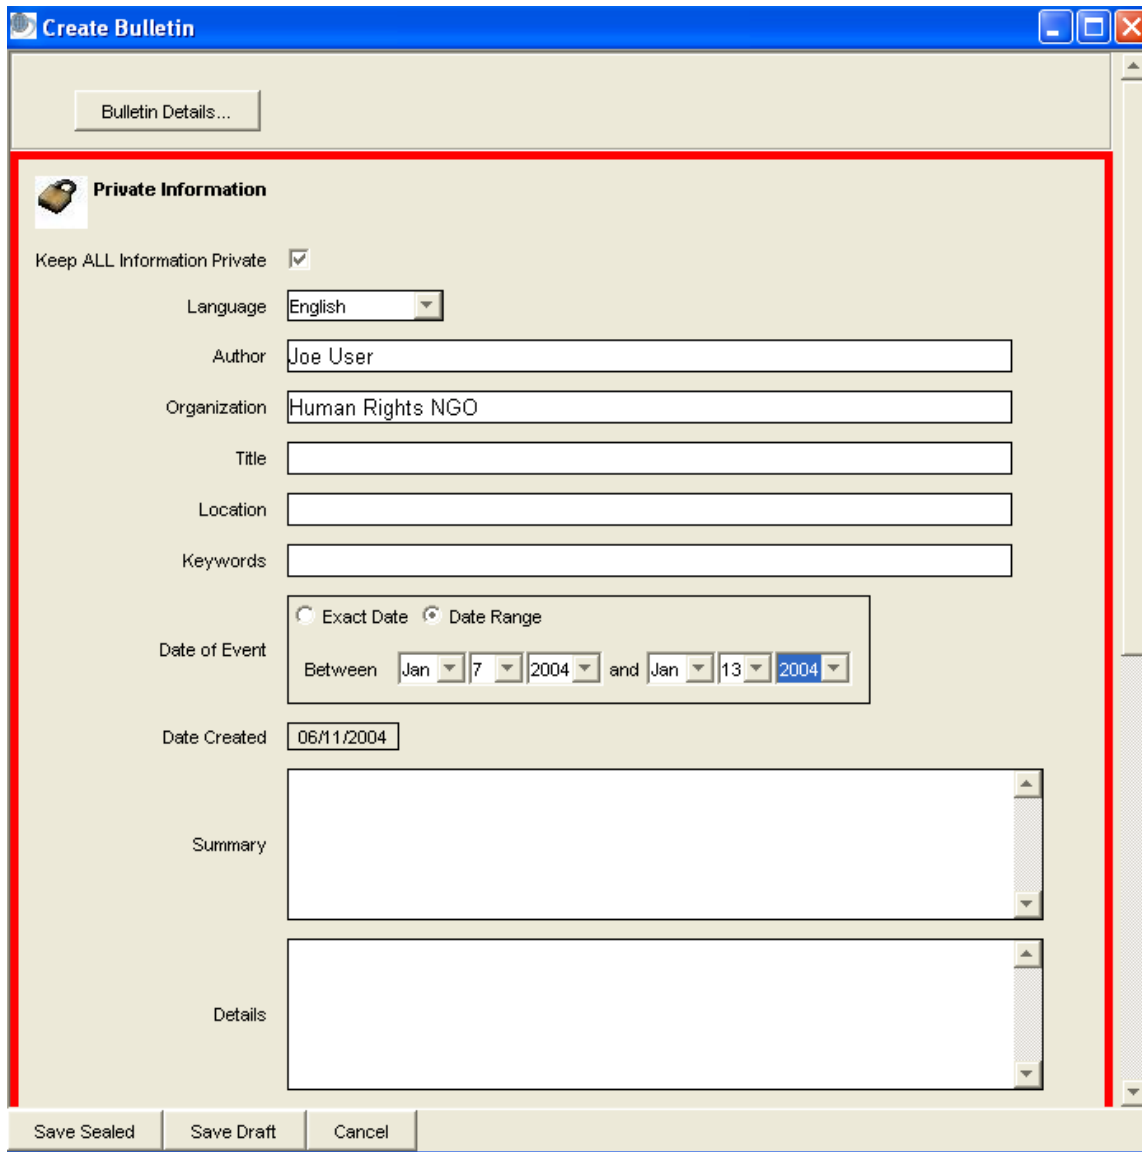 Create Bulletin
Bulletin Details...
Private Information
Keep ALL Information Private
Language English
Author Joe User
Organization Human Rights NGO
Title
Location
Keywords
Exact Date Date Range
Date of Event
Between Jan 7 2004 and Jan 13 2004
Date Created 06/11/2004
Summary
Details
Save Sealed Save Draft Cancel